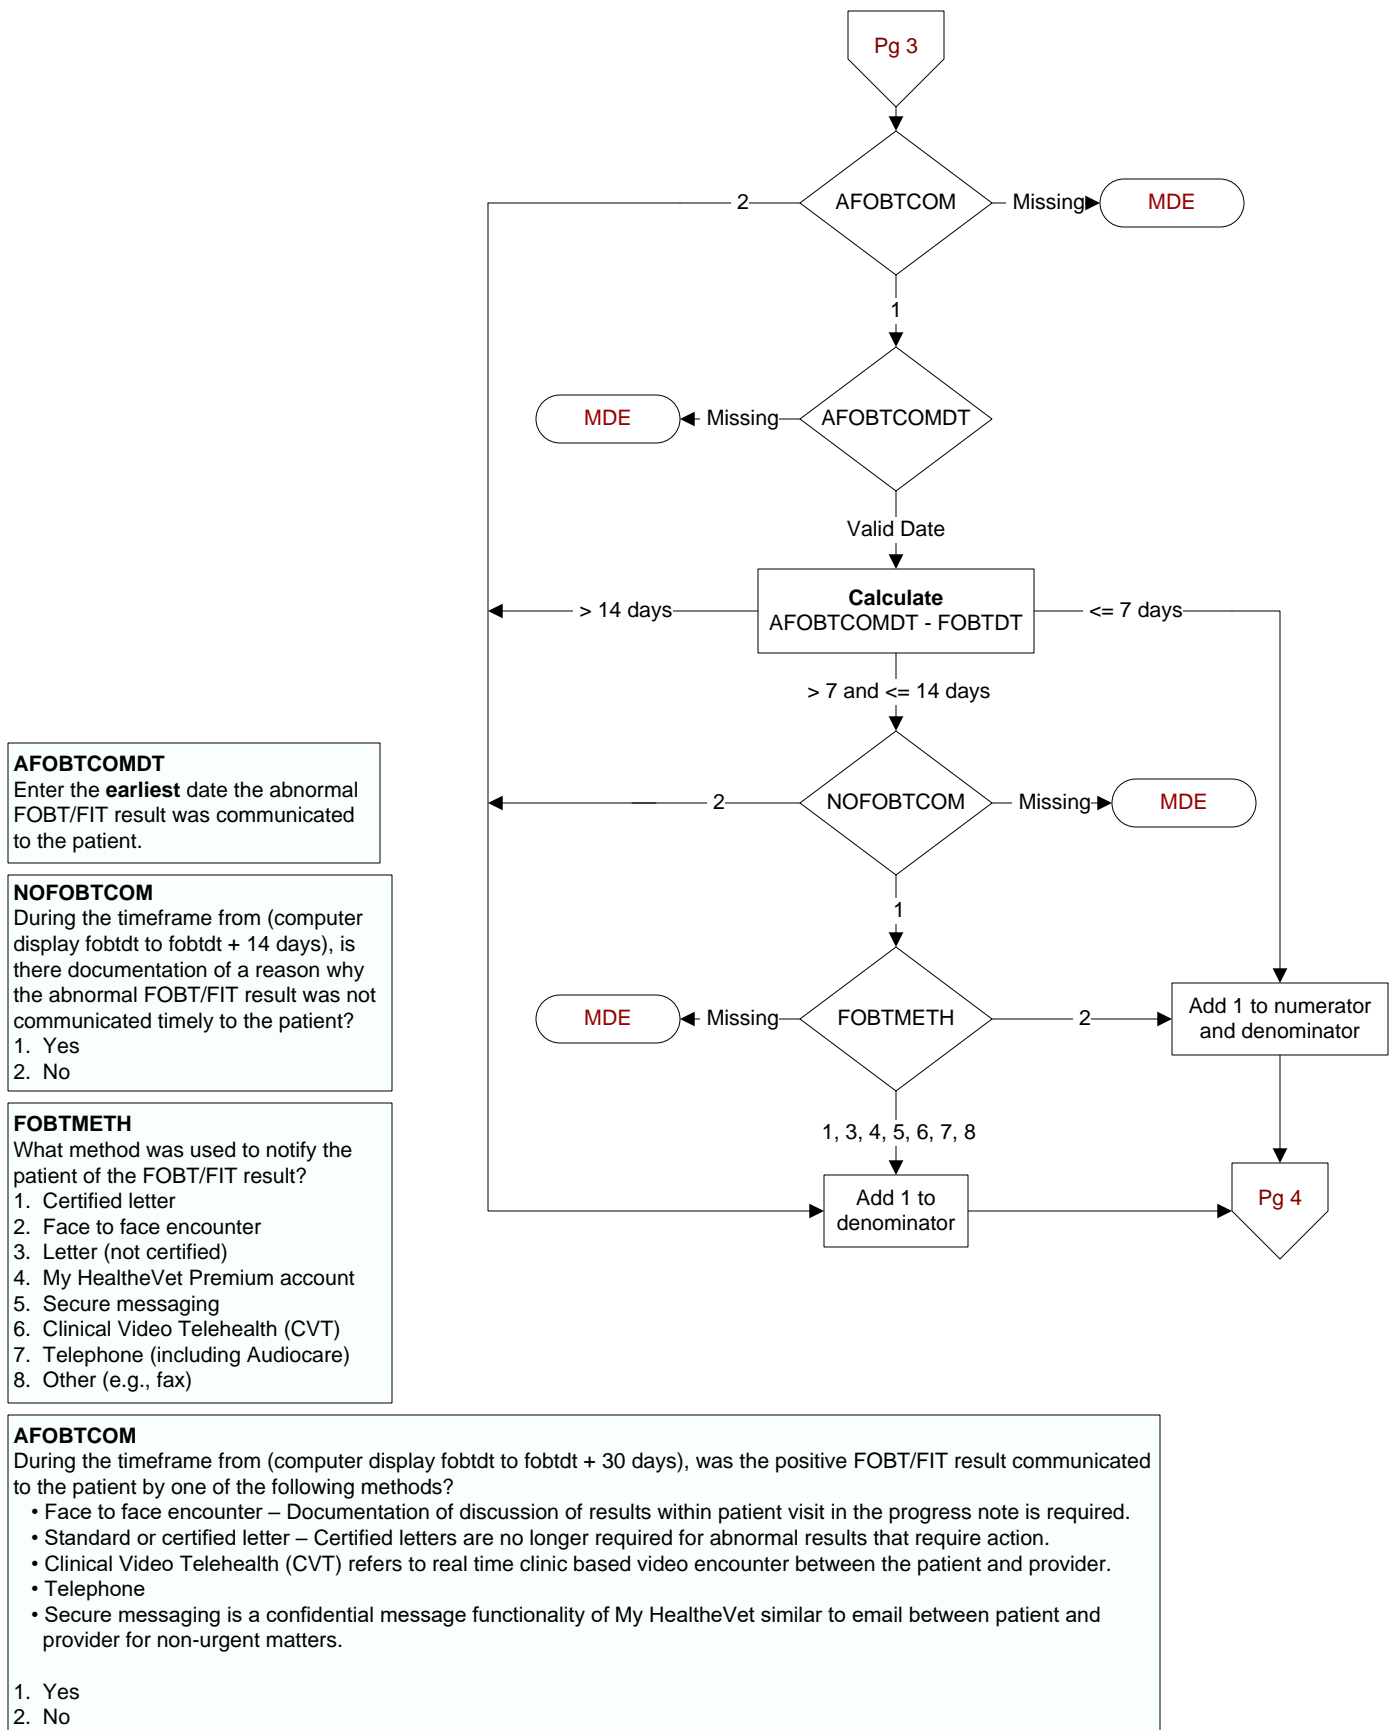 Pg 3
AFOBTCOM
2
Missing
MDE
1
AFOBTCOMDT
Missing
MDE
Valid Date
Calculate
AFOBTCOMDT - FOBTDT
> 14 days
<= 7 days
> 7 and <= 14 days
NOFOBTCOM
2
Missing
MDE
1
FOBTMETH
Missing
MDE
2
Add 1 to numerator
and denominator
1, 3, 4, 5, 6, 7, 8
Add 1 to
denominator
Pg 4
AFOBTCOMDT
Enter the earliest date the abnormal
FOBT/FIT result was communicated
to the patient.
NOFOBTCOM
During the timeframe from (computer
display fobtdt to fobtdt + 14 days), is
there documentation of a reason why
the abnormal FOBT/FIT result was not
communicated timely to the patient?
1. Yes
2. No
FOBTMETH
What method was used to notify the
patient of the FOBT/FIT result?
1. Certified letter
2. Face to face encounter
3. Letter (not certified)
4. My HealtheVet Premium account
5. Secure messaging
6. Clinical Video Telehealth (CVT)
7. Telephone (including Audiocare)
8. Other (e.g., fax)
AFOBTCOM
During the timeframe from (computer display fobtdt to fobtdt + 30 days), was the positive FOBT/FIT result communicated
to the patient by one of the following methods?
• Face to face encounter – Documentation of discussion of results within patient visit in the progress note is required.
• Standard or certified letter – Certified letters are no longer required for abnormal results that require action.
• Clinical Video Telehealth (CVT) refers to real time clinic based video encounter between the patient and provider.
• Telephone
• Secure messaging is a confidential message functionality of My HealtheVet similar to email between patient and
provider for non-urgent matters.
1. Yes
2. No